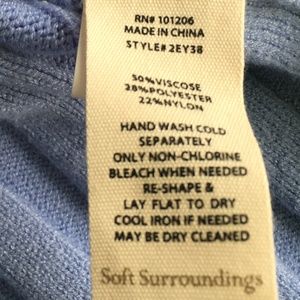 RN# 101206
MADE IN CHINA
STYLE# 2EY38
50%VISCOSE
28%POLYESTER
22%NYLON
HAND WASH COLD
SEPARATELY
ONLY NON-CHLORINE
BLEACH WHEN NEEDED
RE-SHAPE &
LAY FLAT TO DRY
COOL IRON IF NEEDED
MAY BE DRY CLEANED
Soft Surroundings